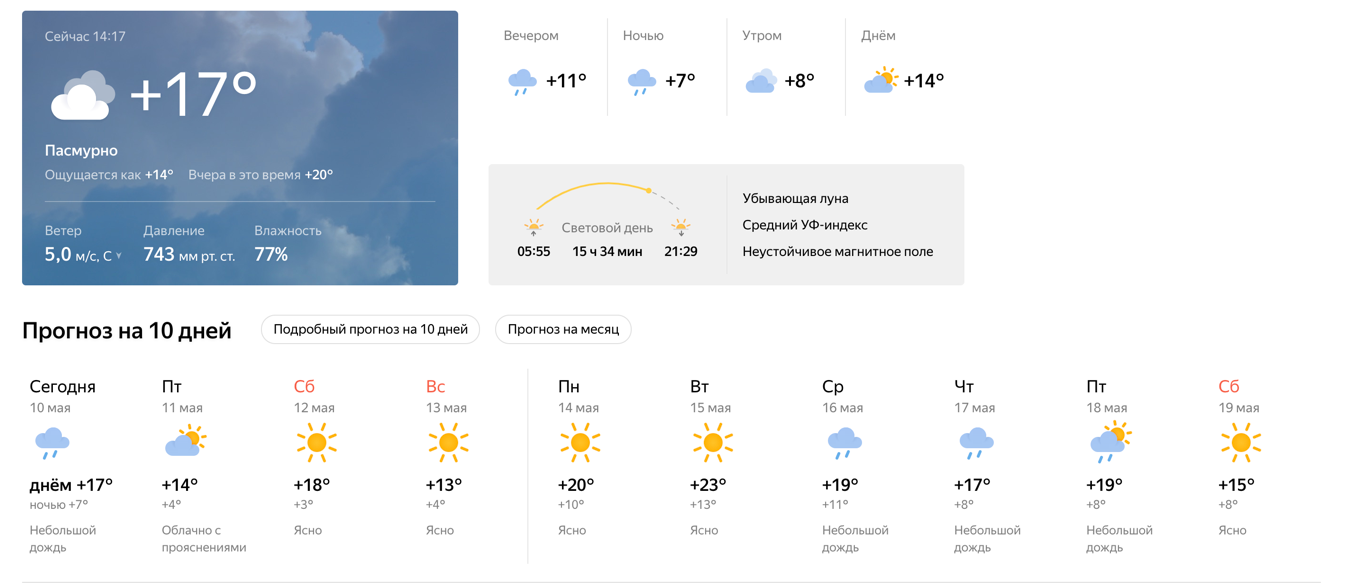 Сейчас 14:17
+17°
Пасмурно
Ощущается как +14° Вчера в это время +20°
Ветер Давление Влажность
5,0 м/с, С 743 мм рт. ст. 77%
Вечером Ночью Утром Днём
+11° +7° +8° +14°
Световой день
05:55 15 ч 34 мин 21:29
Убывающая луна
Средний УФ-индекс
Неустойчивое магнитное поле
Прогноз на 10 дней Подробный прогноз на 10 дней Прогноз на месяц
Сегодня Пт Сб Вс Пн Вт Ср Чт Пт Сб
10 мая 11 мая 12 мая 13 мая 14 мая 15 мая 16 мая 17 мая 18 мая 19 мая
днём +17° +14° +18° +13° +20° +23° +19° +17° +19° +15°
ночью +7° +4° +3° +4° +10° +13° +11° +8° +8° +8°
Небольшой Облачно с Ясно Ясно Ясно Ясно Небольшой Небольшой Небольшой Ясно
дождь прояснениями дождь дождь дождь